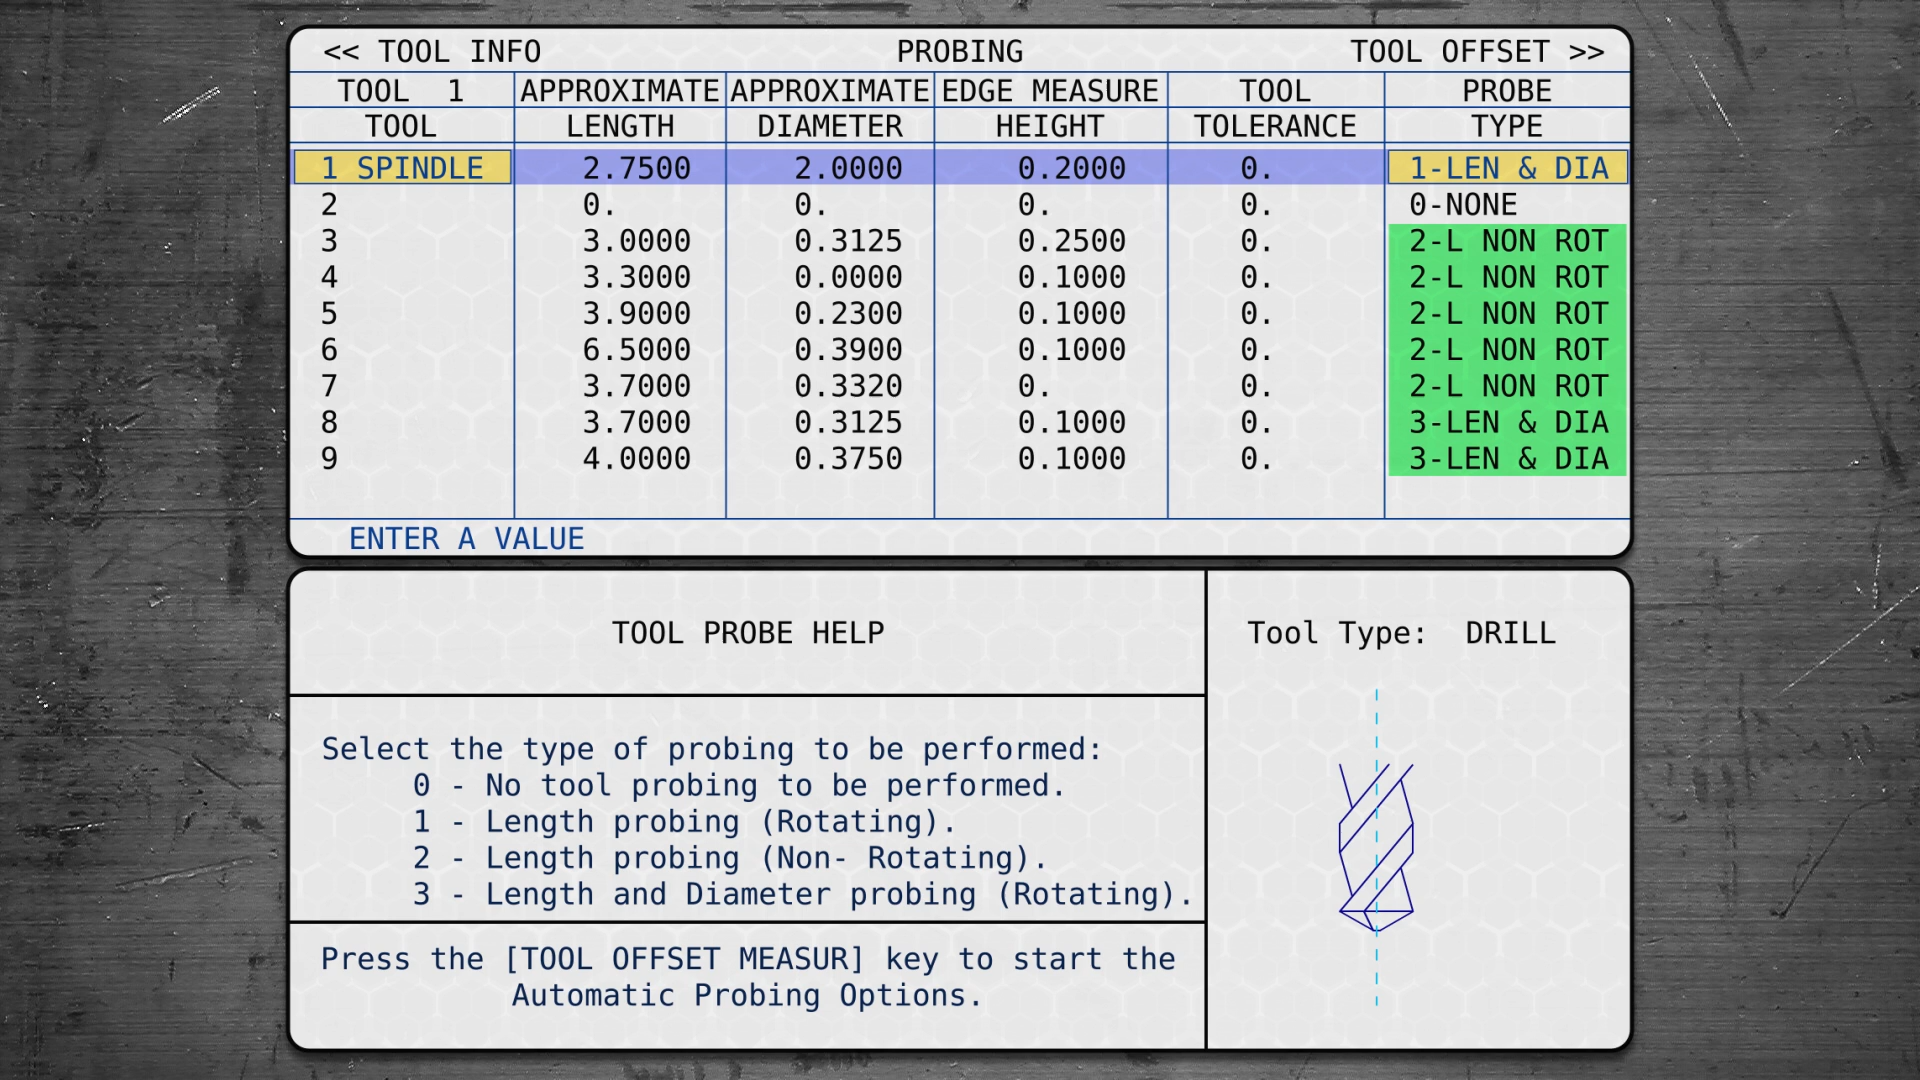 << TOOL INFO PROBING TOOL OFFSET >>
TOOL 1 APPROXIMATE APPROXIMATE EDGE MEASURE TOOL PROBE
TOOL LENGTH DIAMETER HEIGHT TOLERANCE TYPE
1 SPINDLE 2.7500 2.0000 0.2000 0. 1-LEN & DIA
2 0. 0. 0. 0. 0-NONE
3 3.0000 0.3125 0.2500 0. 2-L NON ROT
4 3.3000 0.0000 0.1000 0. 2-L NON ROT
5 3.9000 0.2300 0.1000 0. 2-L NON ROT
6 6.5000 0.3900 0.1000 0. 2-L NON ROT
7 3.7000 0.3320 0. 0. 2-L NON ROT
8 3.7000 0.3125 0.1000 0. 3-LEN & DIA
9 4.0000 0.3750 0.1000 0. 3-LEN & DIA
ENTER A VALUE
TOOL PROBE HELP
Select the type of probing to be performed:
0 - No tool probing to be performed.
1 - Length probing (Rotating).
2 - Length probing (Non- Rotating).
3 - Length and Diameter probing (Rotating).
Press the [TOOL OFFSET MEASUR] key to start the
Automatic Probing Options.
Tool Type: DRILL